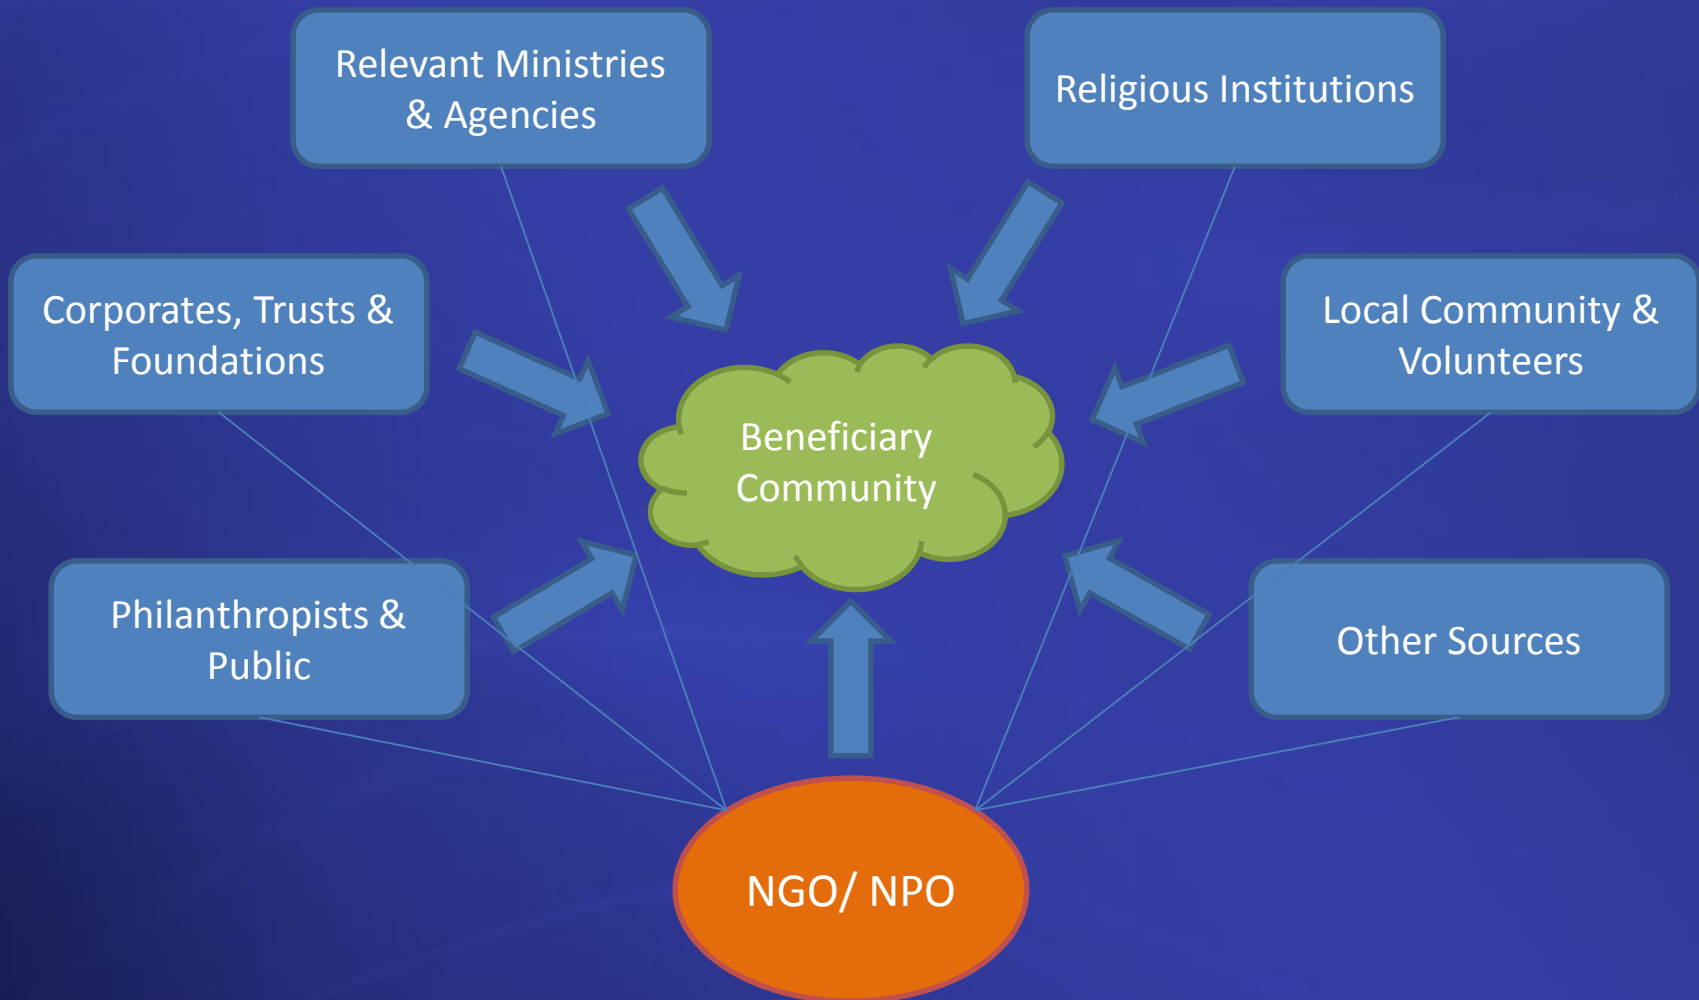 Relevant Ministries
& Agencies
Religious Institutions
Corporates, Trusts &
Foundations
Local Community &
Volunteers
Beneficiary
Community
Philanthropists &
Public
Other Sources
NGO/ NPO